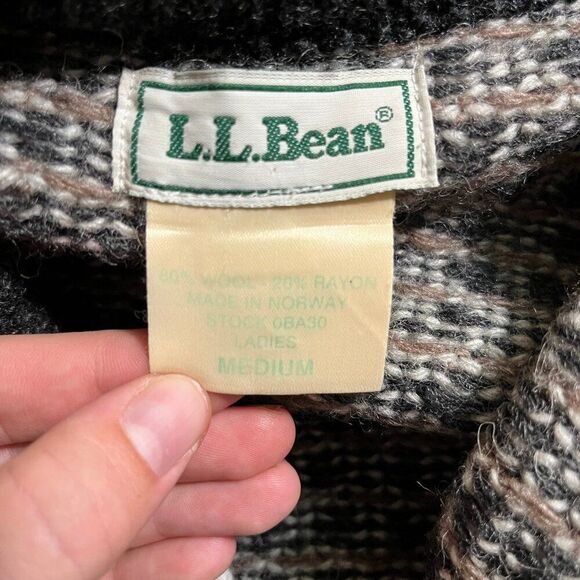 L.L.Bean®
80% WOOL 20% RAYON
MADE IN NORWAY
STOCK 0BA30
LADIES
MEDIUM